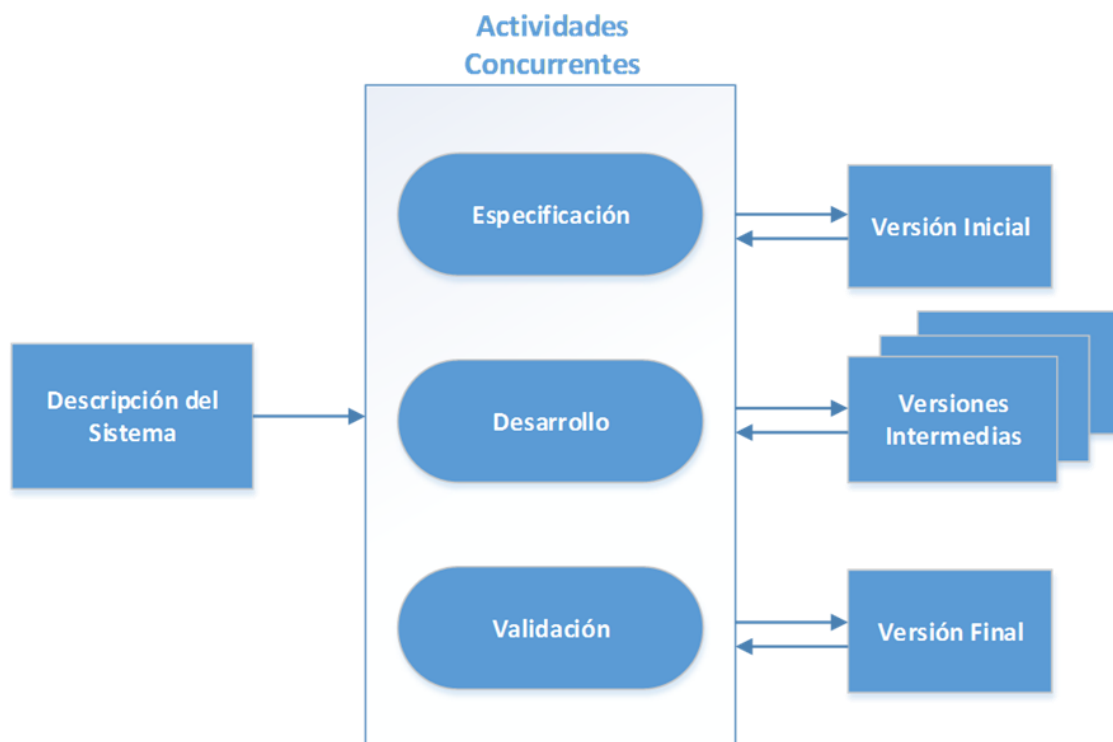 Actividades
Concurrentes
Especificación
Versión Inicial
Descripción del
Sistema
Desarrollo
Versiones
Intermedias
Validación
Versión Final